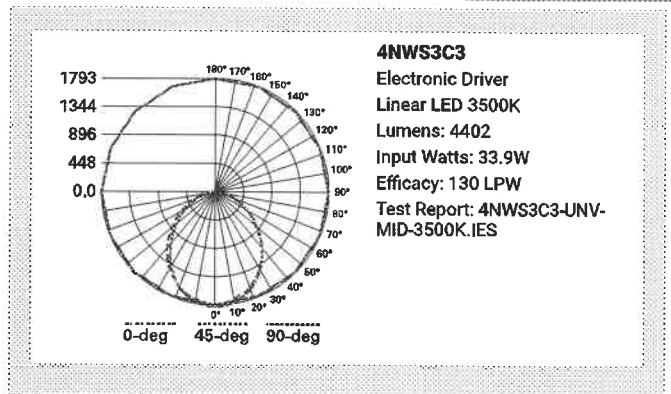 1793
1344
896
448
0,0
180° 170° 160° 150° 140° 130° 120° 110° 100° 90° 80° 70° 60° 50° 40° 30° 20° 10° 0°
0-deg 45-deg 90-deg
4NWS3C3
Electronic Driver
Linear LED 3500K
Lumens: 4402
Input Watts: 33.9W
Efficacy: 130 LPW
Test Report: 4NWS3C3-UNV-
MID-3500K.IES